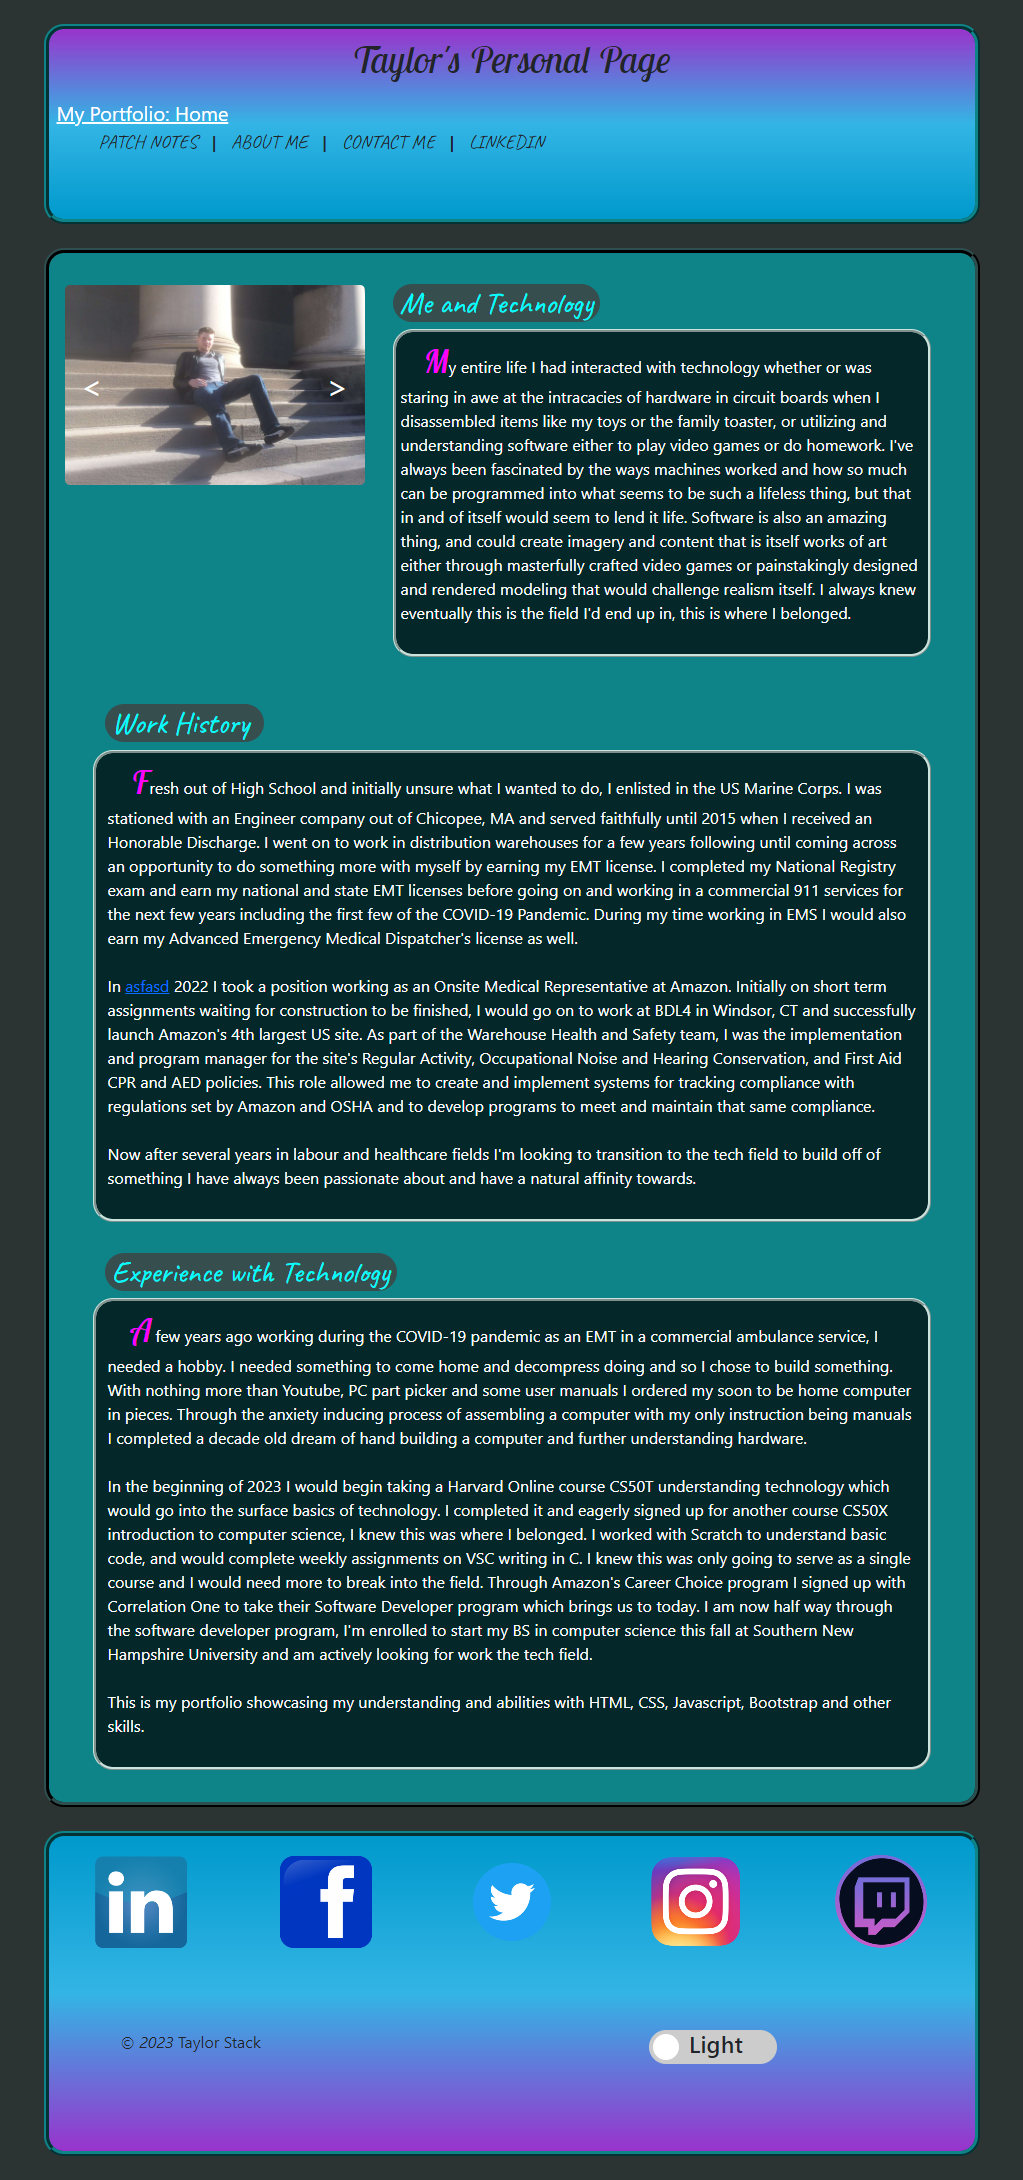 Taylor's Personal Page
My Portfolio: Home
PATCH NOTES | ABOUT ME | CONTACT ME | LINKEDIN
< >
Me and Technology
My entire life I had interacted with technology whether or was
staring in awe at the intracacies of hardware in circuit boards when I
disassembled items like my toys or the family toaster, or utilizing and
understanding software either to play video games or do homework. I've
always been fascinated by the ways machines worked and how so much
can be programmed into what seems to be such a lifeless thing, but that
in and of itself would seem to lend it life. Software is also an amazing
thing, and could create imagery and content that is itself works of art
either through masterfully crafted video games or painstakingly designed
and rendered modeling that would challenge realism itself. I always knew
eventually this is the field I'd end up in, this is where I belonged.
Work History
Fresh out of High School and initially unsure what I wanted to do, I enlisted in the US Marine Corps. I was
stationed with an Engineer company out of Chicopee, MA and served faithfully until 2015 when I received an
Honorable Discharge. I went on to work in distribution warehouses for a few years following until coming across
an opportunity to do something more with myself by earning my EMT license. I completed my National Registry
exam and earn my national and state EMT licenses before going on and working in a commercial 911 services for
the next few years including the first few of the COVID-19 Pandemic. During my time working in EMS I would also
earn my Advanced Emergency Medical Dispatcher's license as well.
In asfasd 2022 I took a position working as an Onsite Medical Representative at Amazon. Initially on short term
assignments waiting for construction to be finished, I would go on to work at BDL4 in Windsor, CT and successfully
launch Amazon's 4th largest US site. As part of the Warehouse Health and Safety team, I was the implementation
and program manager for the site's Regular Activity, Occupational Noise and Hearing Conservation, and First Aid
CPR and AED policies. This role allowed me to create and implement systems for tracking compliance with
regulations set by Amazon and OSHA and to develop programs to meet and maintain that same compliance.
Now after several years in labour and healthcare fields I'm looking to transition to the tech field to build off of
something I have always been passionate about and have a natural affinity towards.
Experience with Technology
A few years ago working during the COVID-19 pandemic as an EMT in a commercial ambulance service, I
needed a hobby. I needed something to come home and decompress doing and so I chose to build something.
With nothing more than Youtube, PC part picker and some user manuals I ordered my soon to be home computer
in pieces. Through the anxiety inducing process of assembling a computer with my only instruction being manuals
I completed a decade old dream of hand building a computer and further understanding hardware.
In the beginning of 2023 I would begin taking a Harvard Online course CS50T understanding technology which
would go into the surface basics of technology. I completed it and eagerly signed up for another course CS50X
introduction to computer science, I knew this was where I belonged. I worked with Scratch to understand basic
code, and would complete weekly assignments on VSC writing in C. I knew this was only going to serve as a single
course and I would need more to break into the field. Through Amazon's Career Choice program I signed up with
Correlation One to take their Software Developer program which brings us to today. I am now half way through
the software developer program, I'm enrolled to start my BS in computer science this fall at Southern New
Hampshire University and am actively looking for work the tech field.
This is my portfolio showcasing my understanding and abilities with HTML, CSS, Javascript, Bootstrap and other
skills.
in f
© 2023 Taylor Stack
Light